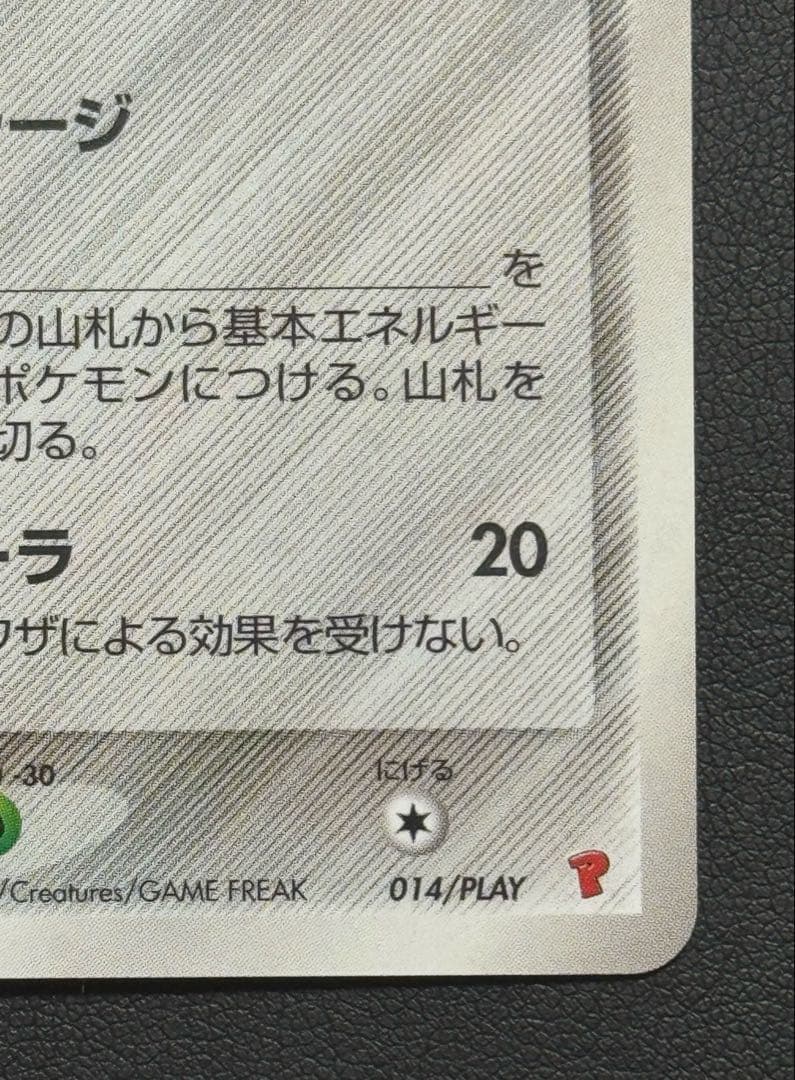 ージ
を
の山札から基本エネルギー
ポケモンにつける。山札を
切る。
ーラ 20
ワザによる効果を受けない。
-30 にげる
/Creatures/GAME FREAK 014/PLAY P